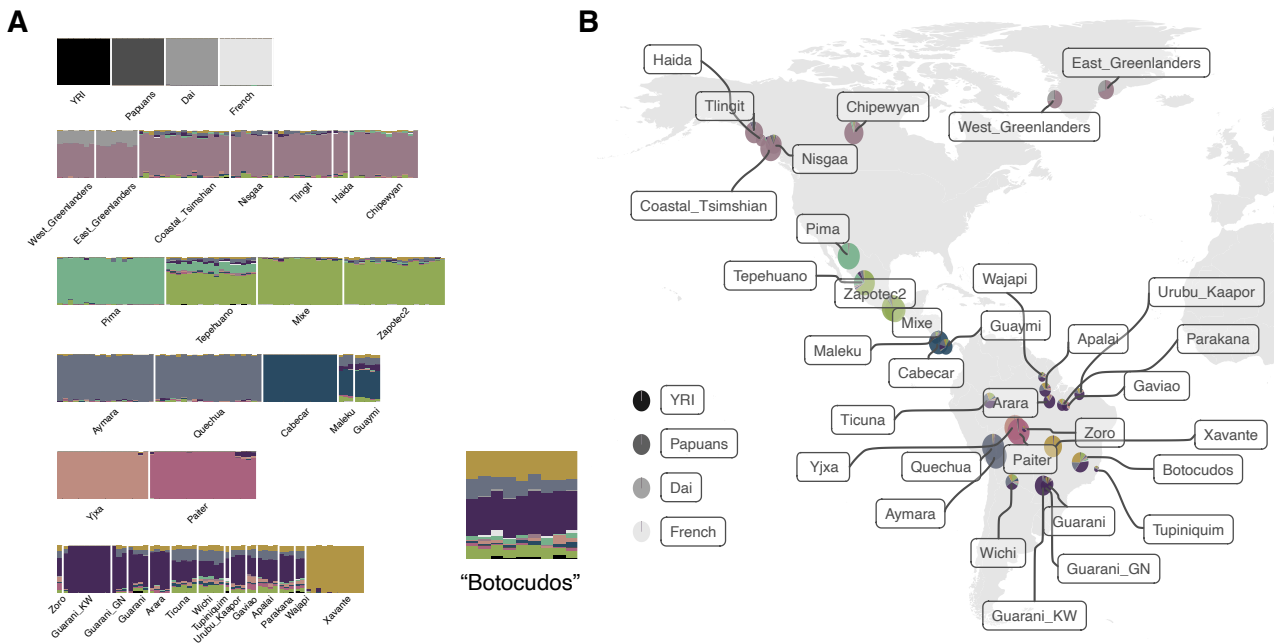 A
YRI
Papuans
Dai
French
West_Greenlanders
East_Greenlanders
Coastal_Tsimshian
Nisgaa
Tlingit
Haida
Chipewyan
Pima
Tepehuano
Mixe
Zapotec2
Aymara
Quechua
Cabecar
Maleku
Guaymi
Yjxa
Paiter
Zoro
Guarani_KW
Guarani_GN
Guarani
Arara
Ticuna
Wichi
Tupiniquim
Urubu_Kaapor
Gaviao
Apalai
Parakana
Wajapi
Xavante
“Botocudos”
B
Haida
East_Greenlanders
Tlingit
Chipewyan
West_Greenlanders
Nisgaa
Coastal_Tsimshian
Pima
Tepehuano
Wajapi
Urubu_Kaapor
Zapotec2
Mixe
Guaymi
Apalai
Parakana
Maleku
Cabecar
Gaviao
YRI
Arara
Ticuna
Zoro
Xavante
Papuans
Yjxa
Quechua
Paiter
Botocudos
Dai
Aymara
Guarani
Tupiniquim
French
Wichi
Guarani_GN
Guarani_KW